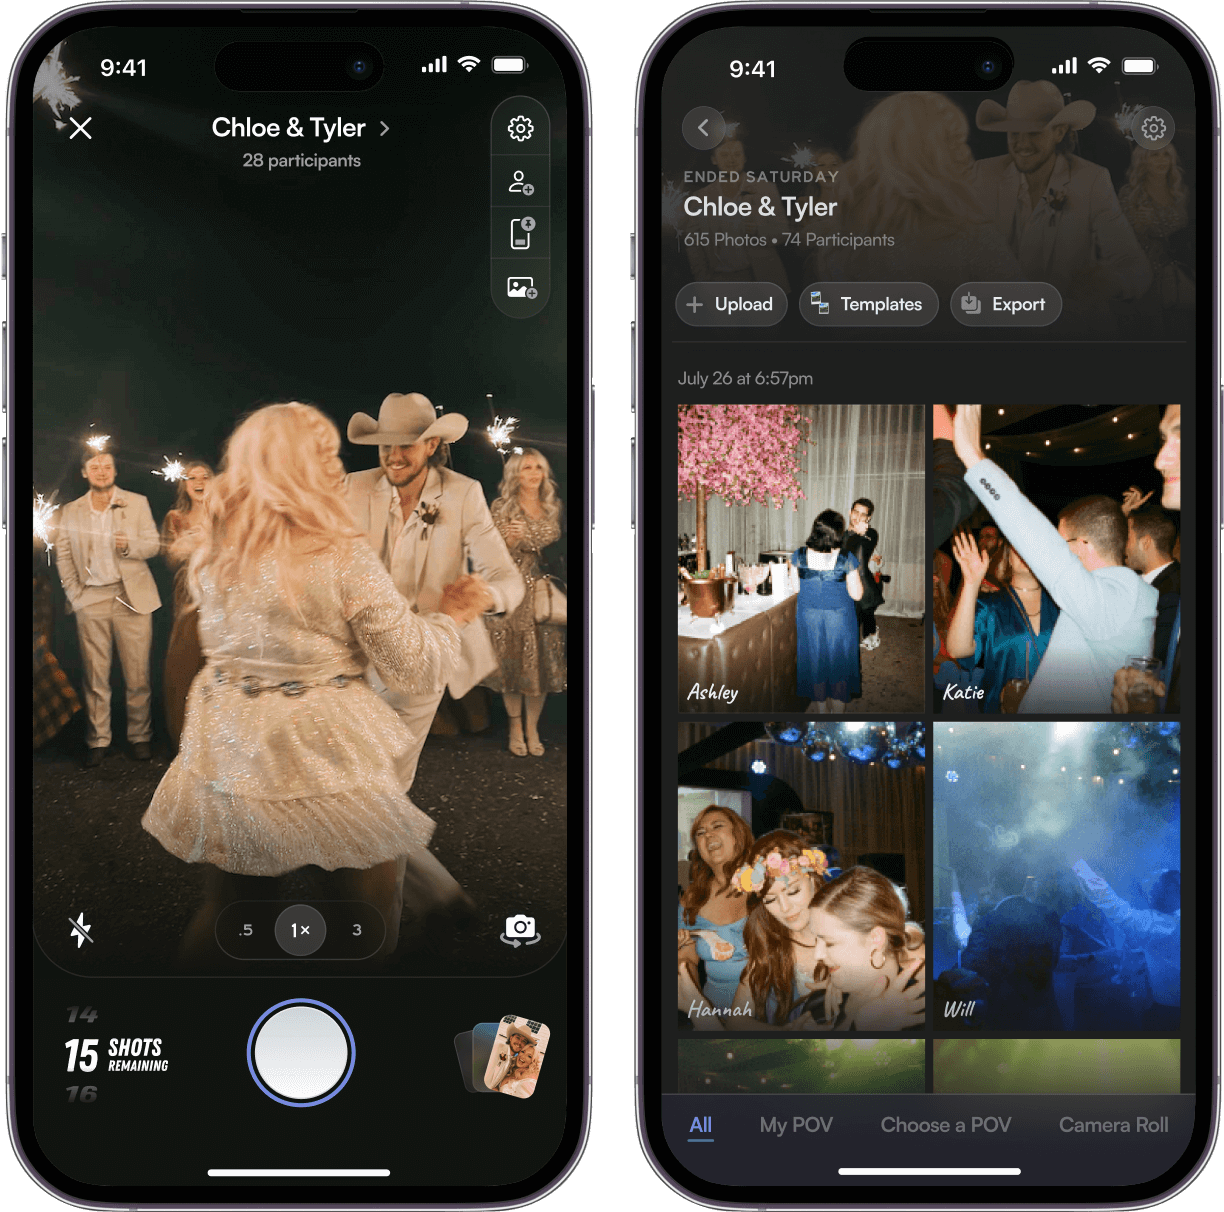 9:41
Chloe & Tyler
28 participants
.5 1× 3
14
15 SHOTS REMAINING
16
9:41
ENDED SATURDAY
Chloe & Tyler
615 Photos • 74 Participants
Upload Templates Export
July 26 at 6:57pm
Ashley Katie
Hannah Will
All My POV Choose a POV Camera Roll